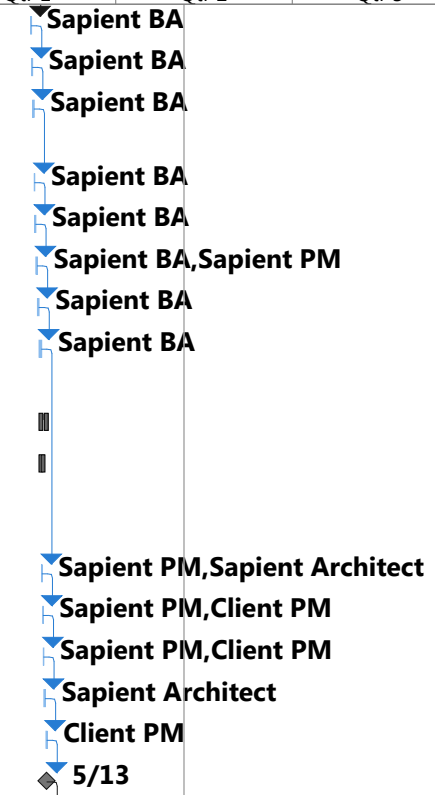 Sapient BA
Sapient BA
Sapient BA
Sapient BA
Sapient BA
Sapient BA,Sapient PM
Sapient BA
Sapient BA
Sapient PM,Sapient Architect
Sapient PM,Client PM
Sapient PM,Client PM
Sapient Architect
Client PM
5/13